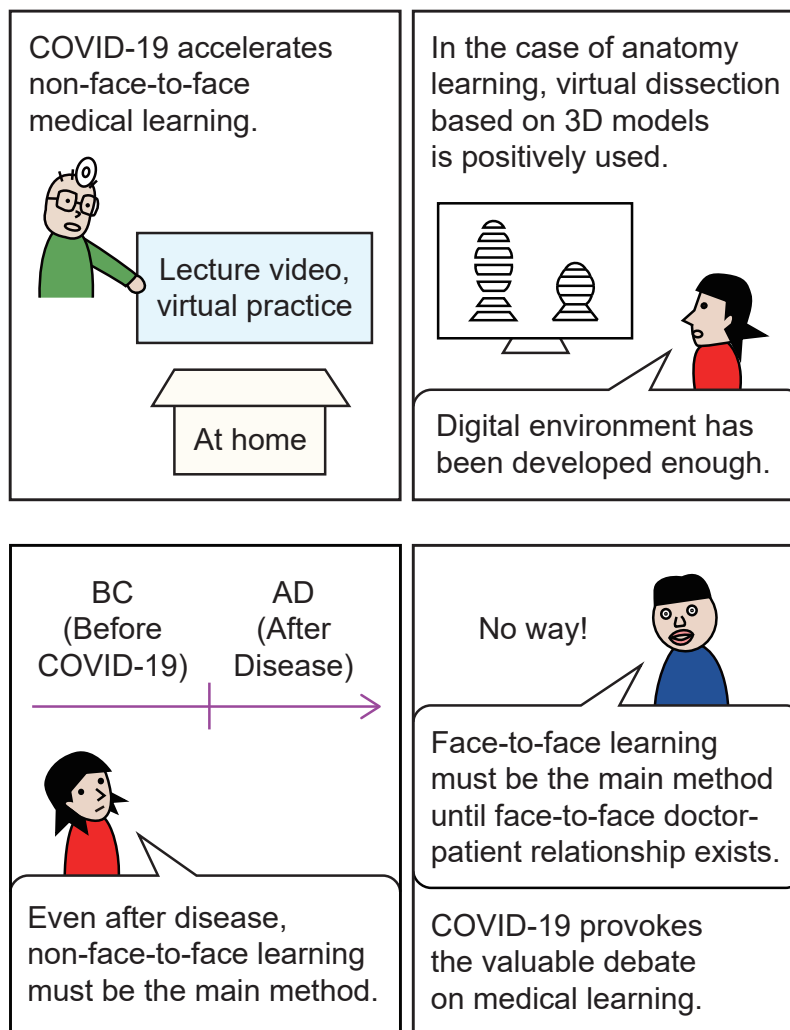 COVID-19 accelerates
non-face-to-face
medical learning.
Lecture video,
virtual practice
At home
In the case of anatomy
learning, virtual dissection
based on 3D models
is positively used.
Digital environment has
been developed enough.
BC
(Before
COVID-19)
AD
(After
Disease)
Even after disease,
non-face-to-face learning
must be the main method.
No way!
Face-to-face learning
must be the main method
until face-to-face doctor-
patient relationship exists.
COVID-19 provokes
the valuable debate
on medical learning.